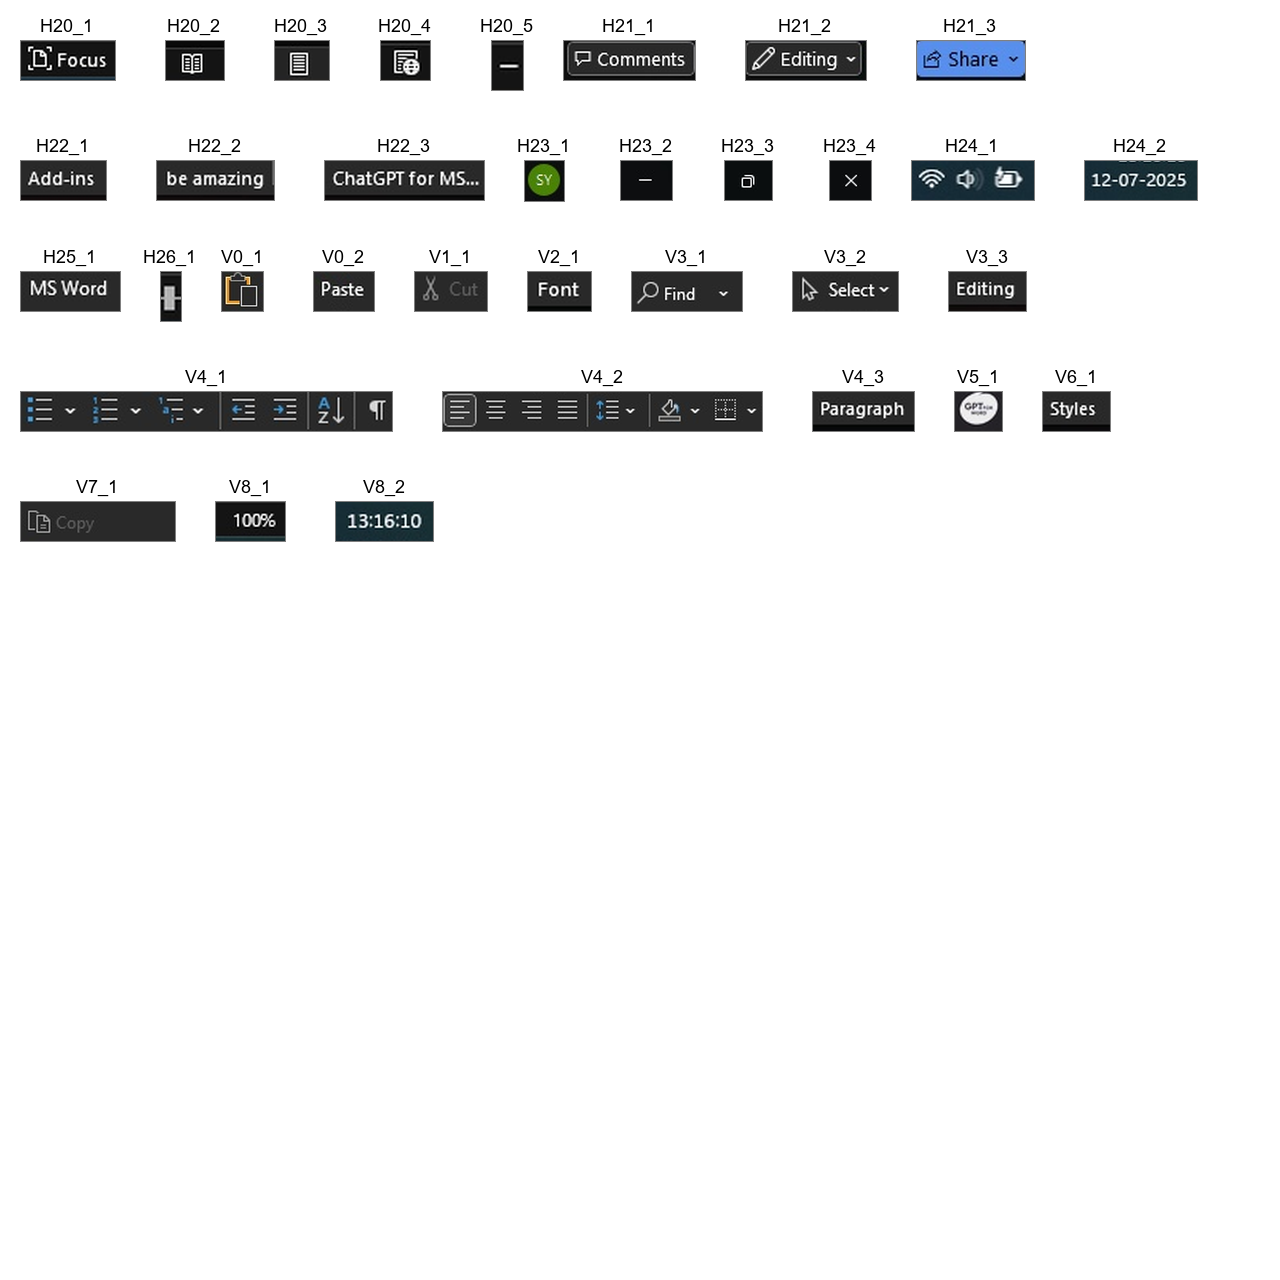 H20_1 H20_2 H20_3 H20_4 H20_5 H21_1 H21_2 H21_3
Focus Comments Editing Share
H22_1 H22_2 H22_3 H23_1 H23_2 H23_3 H23_4 H24_1 H24_2
Add-ins be amazing ChatGPT for MS... SY 12-07-2025
H25_1 H26_1 V0_1 V0_2 V1_1 V2_1 V3_1 V3_2 V3_3
MS Word Paste Cut Font Find Select Editing
V4_1 V4_2 V4_3 V5_1 V6_1
Paragraph GPT FOR WORD Styles
V7_1 V8_1 V8_2
Copy 100% 13:16:10